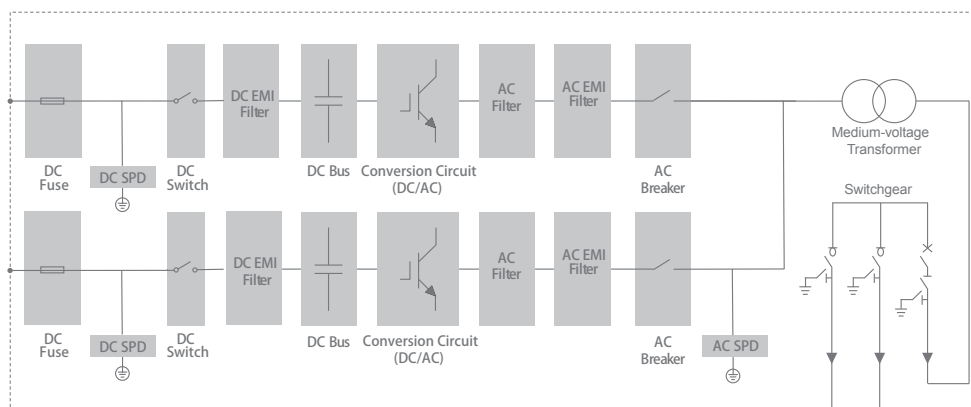 DC EMI
Filter
AC
Filter
AC EMI
Filter
DC
Fuse
DC SPD
DC
Switch
DC Bus
Conversion Circuit
(DC/AC)
AC
Breaker
Medium-voltage
Transformer
Switchgear
DC EMI
Filter
AC
Filter
AC EMI
Filter
DC
Fuse
DC SPD
DC
Switch
DC Bus
Conversion Circuit
(DC/AC)
AC
Breaker
AC SPD